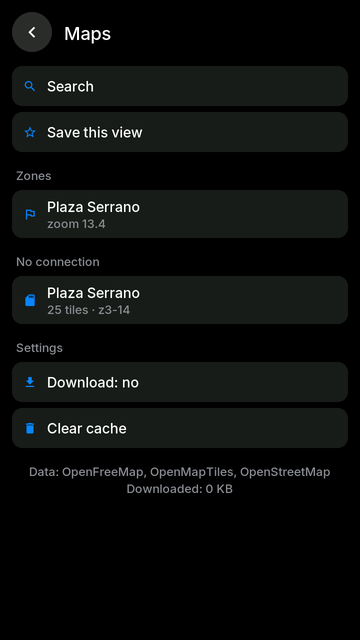 Maps
Search
Save this view
Zones
Plaza Serrano
zoom 13.4
No connection
Plaza Serrano
25 tiles · z3-14
Settings
Download: no
Clear cache
Data: OpenFreeMap, OpenMapTiles, OpenStreetMap
Downloaded: 0 KB